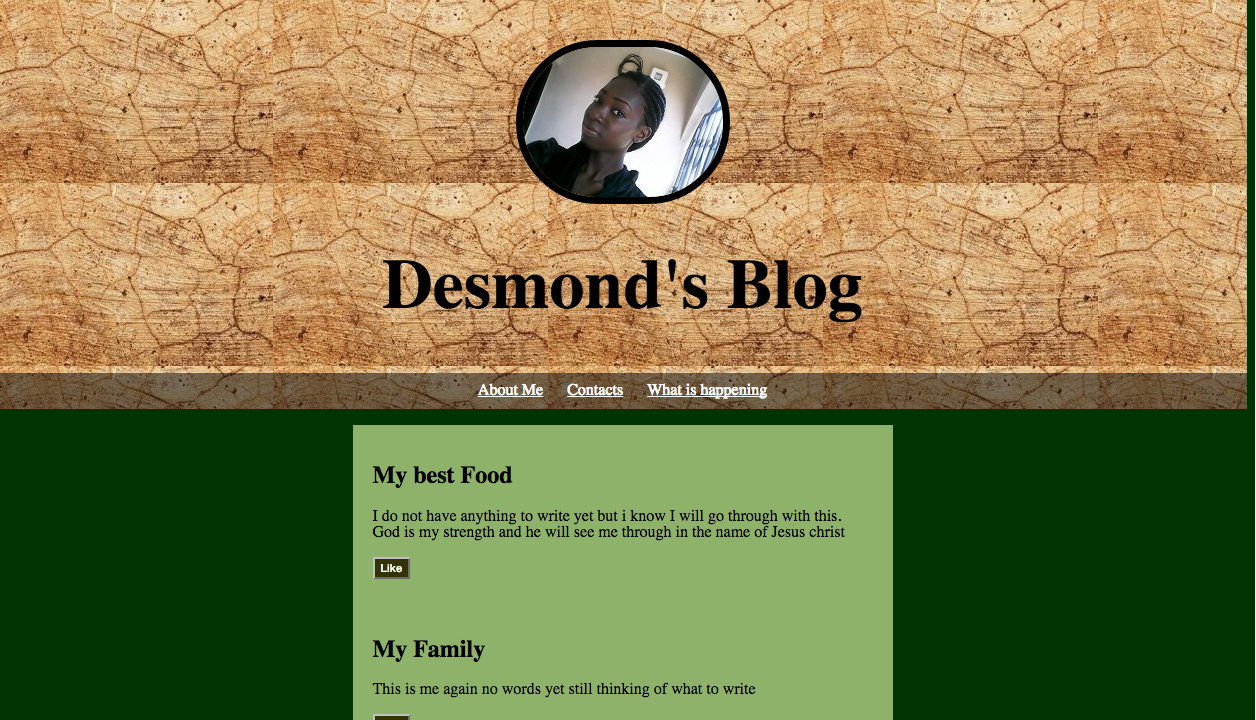 Desmond's Blog
About Me Contacts What is happening
My best Food
I do not have anything to write yet but i know I will go through with this.
God is my strength and he will see me through in the name of Jesus christ
Like
My Family
This is me again no words yet still thinking of what to write